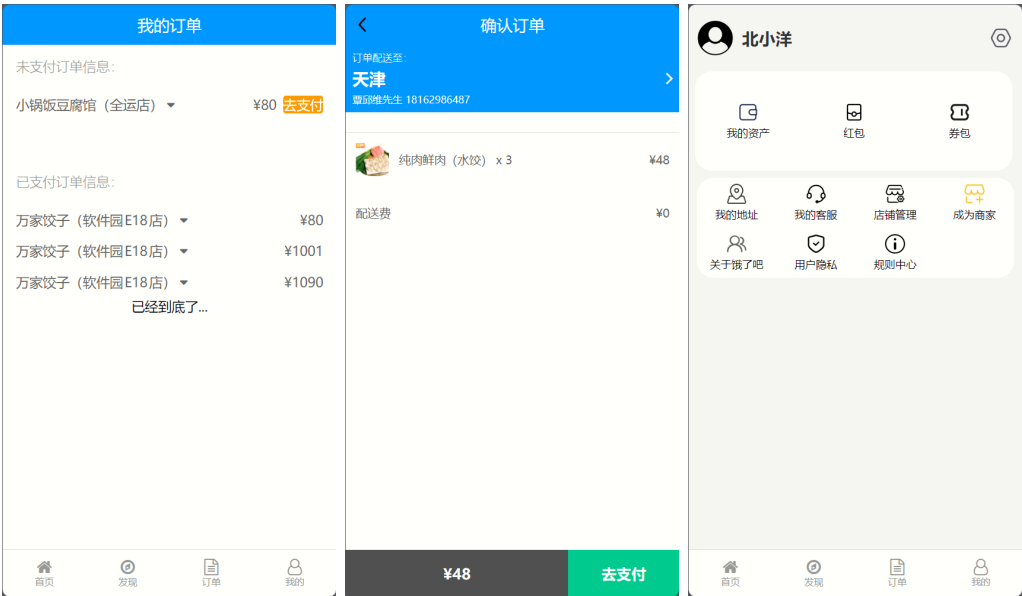 我的订单
未支付订单信息:
小锅饭豆腐馆（全运店） ¥80 去支付
已支付订单信息:
万家饺子（软件园E18店） ¥80
万家饺子（软件园E18店） ¥1001
万家饺子（软件园E18店） ¥1090
已经到底了...
首页 发现 订单 我的
确认订单
订单配送至:
天津
覃邱维先生 18162986487
纯肉鲜肉（水饺） x 3 ¥48
配送费 ¥0
¥48 去支付
北小洋
我的资产 红包 券包
我的地址 我的客服 店铺管理 成为商家
关于饿了吧 用户隐私 规则中心
首页 发现 订单 我的